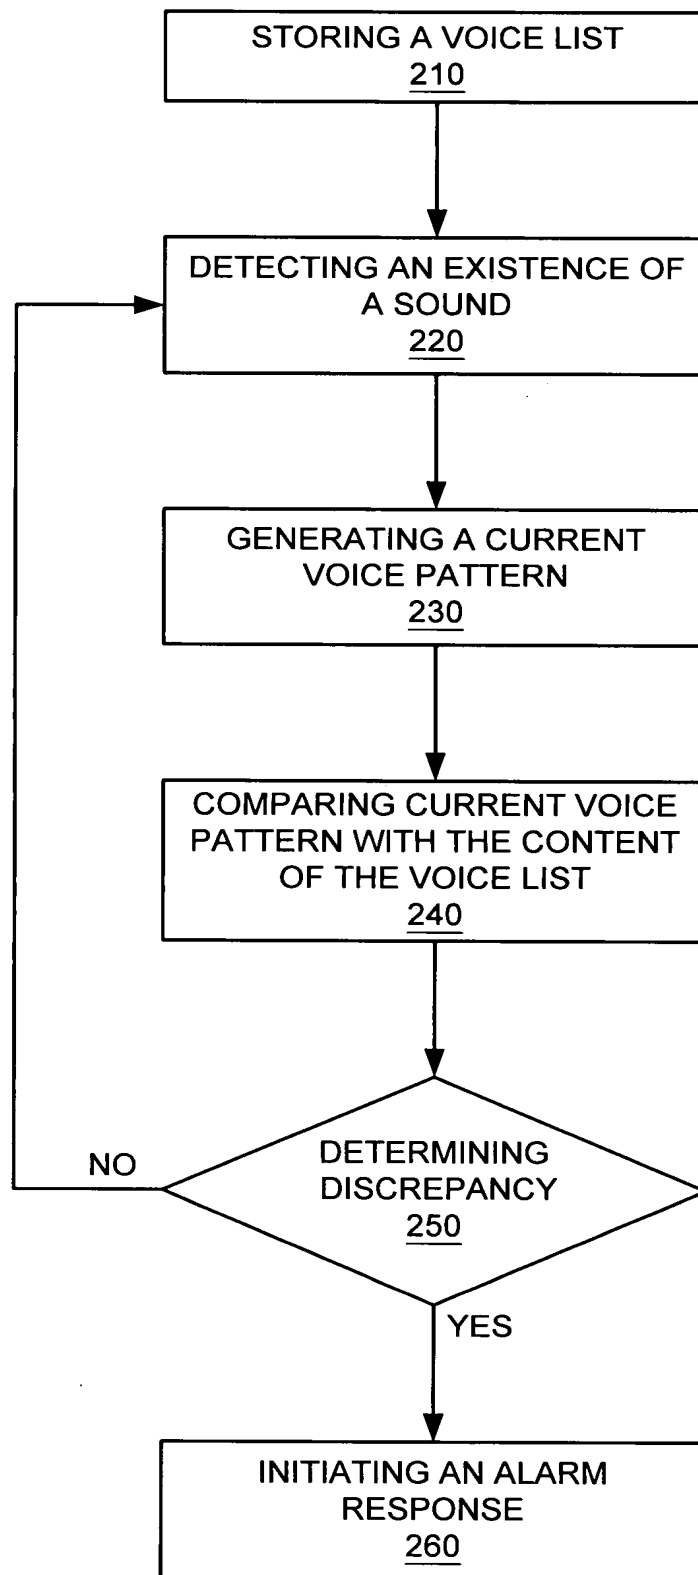 STORING A VOICE LIST
210
DETECTING AN EXISTENCE OF
A SOUND
220
GENERATING A CURRENT
VOICE PATTERN
230
COMPARING CURRENT VOICE
PATTERN WITH THE CONTENT
OF THE VOICE LIST
240
NO
DETERMINING
DISCREPANCY
250
YES
INITIATING AN ALARM
RESPONSE
260